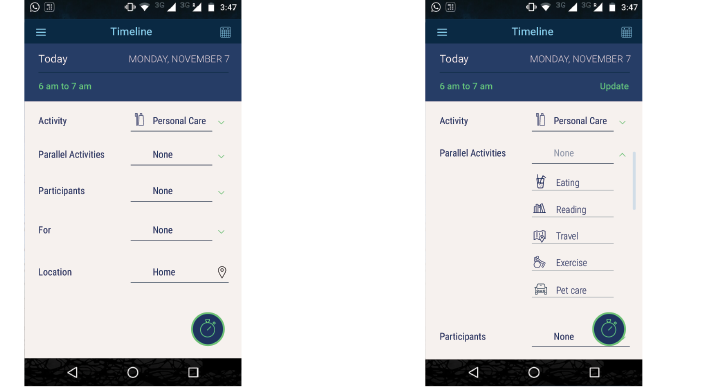 3G 3:47
Timeline
Today MONDAY, NOVEMBER 7
6 am to 7 am
Activity Personal Care
Parallel Activities None
Participants None
For None
Location Home
3G 3G 3:47
Timeline
Today MONDAY, NOVEMBER 7
6 am to 7 am Update
Activity Personal Care
Parallel Activities None
Eating
Reading
Travel
Exercise
Pet care
Participants None